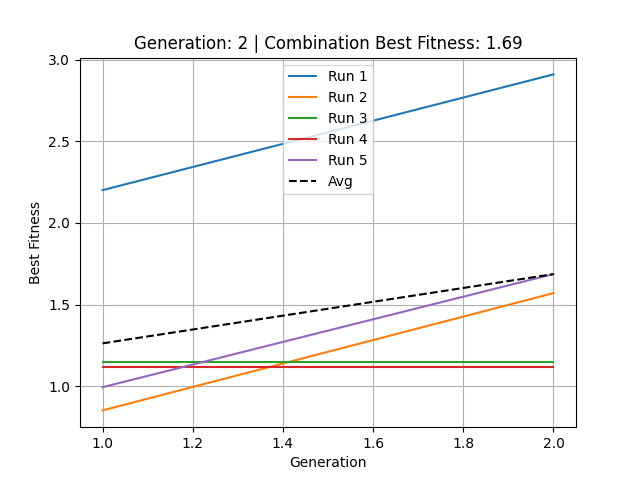 Generation: 2 | Combination Best Fitness: 1.69
3.0
2.5
2.0
1.5
1.0
Best Fitness
Run 1
Run 2
Run 3
Run 4
Run 5
Avg
1.0 1.2 1.4 1.6 1.8 2.0
Generation